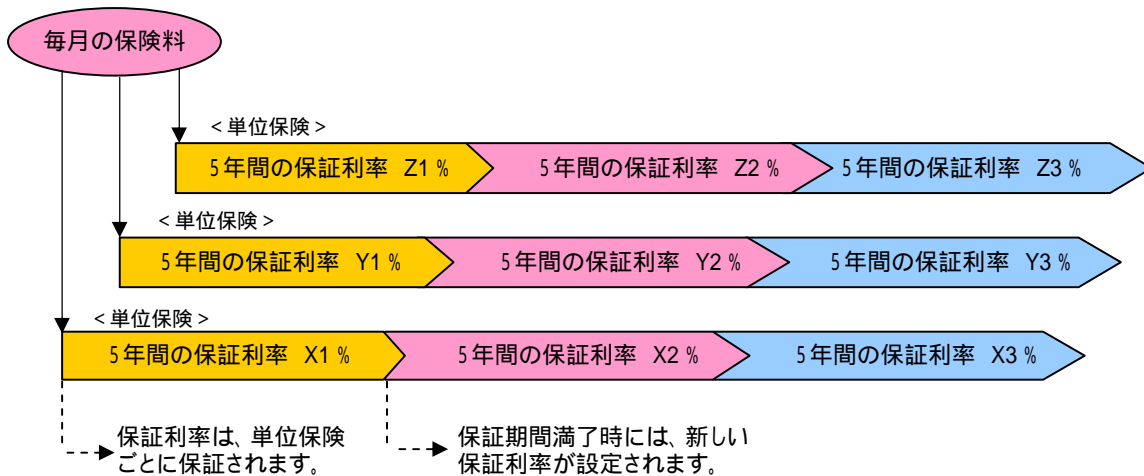 毎月の保険料
<単位保険>
5年間の保証利率 Z1 %
5年間の保証利率 Z2 %
5年間の保証利率 Z3 %
<単位保険>
5年間の保証利率 Y1 %
5年間の保証利率 Y2 %
5年間の保証利率 Y3 %
<単位保険>
5年間の保証利率 X1 %
5年間の保証利率 X2 %
5年間の保証利率 X3 %
保証利率は、単位保険
ごとに保証されます。
保証期間満了時には、新しい
保証利率が設定されます。